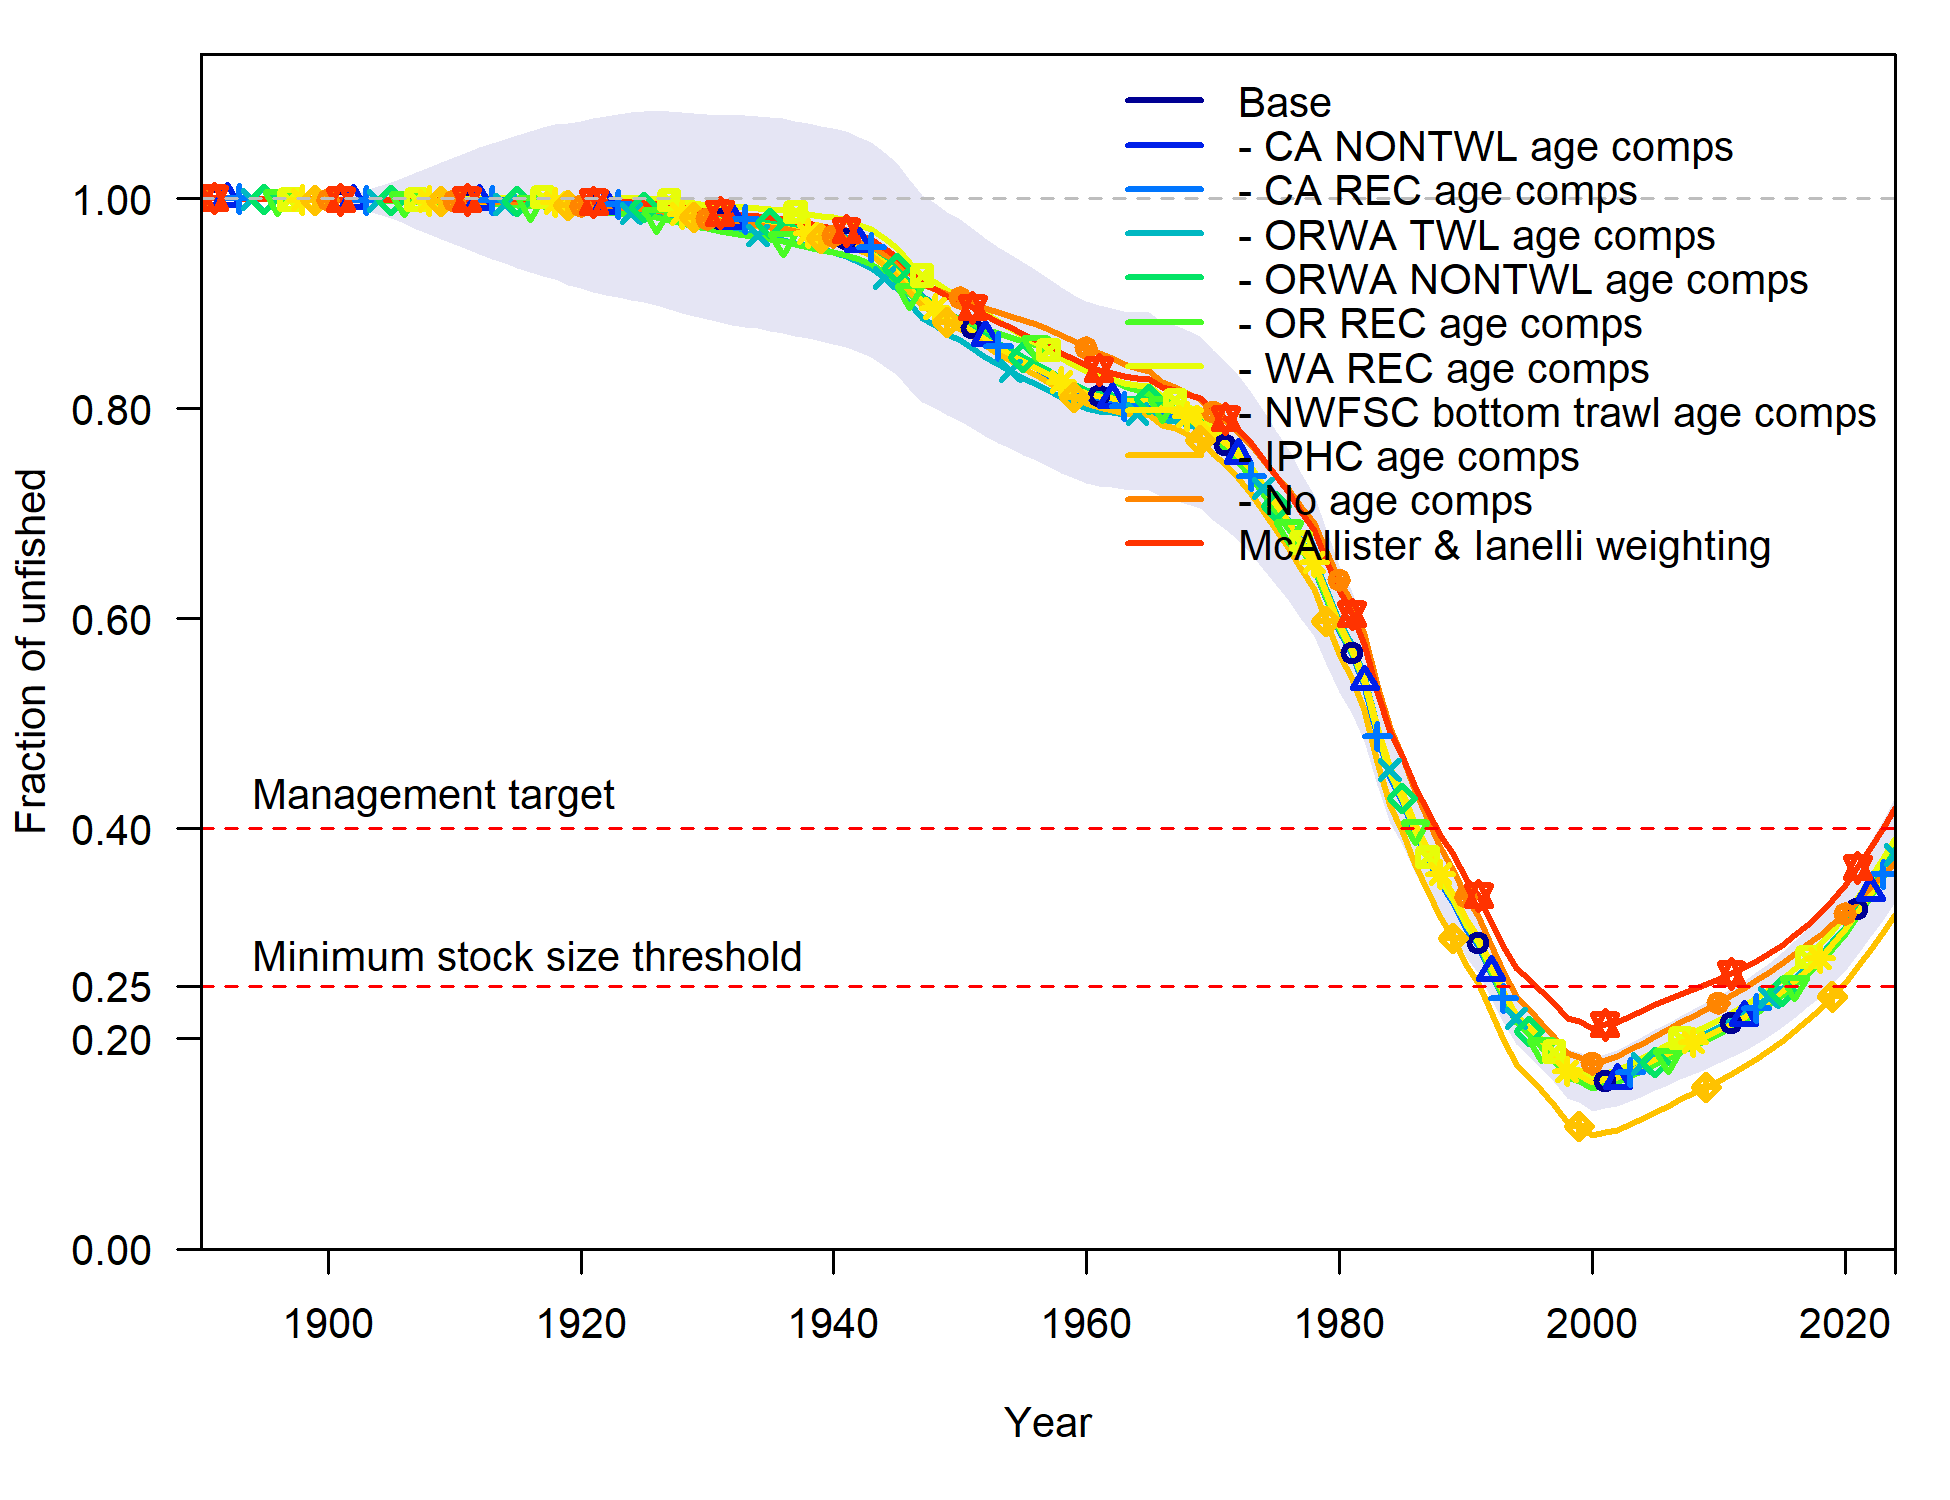 Base
- CA NONTWL age comps
- CA REC age comps
- ORWA TWL age comps
- ORWA NONTWL age comps
- OR REC age comps
- WA REC age comps
- NWFSC bottom trawl age comps
- IPHC age comps
- No age comps
McAllister & Ianelli weighting
1.00
0.80
0.60
0.40
0.25
0.20
0.00
Fraction of unfished
Management target
Minimum stock size threshold
1900
1920
1940
1960
1980
2000
2020
Year